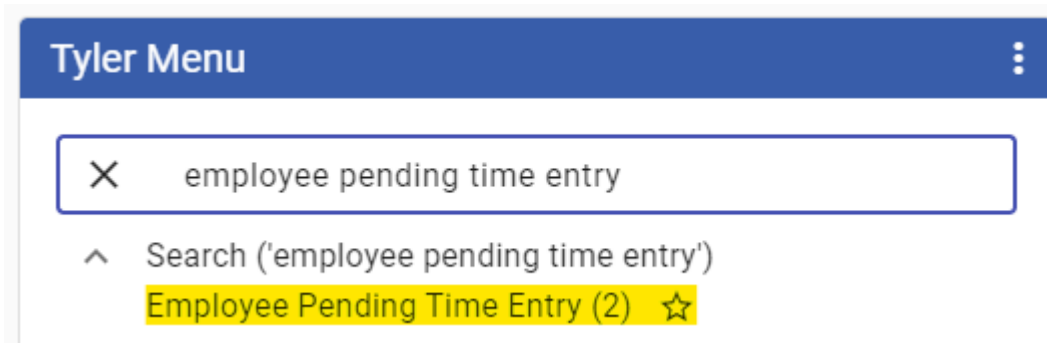 Tyler Menu
employee pending time entry
Search ('employee pending time entry')
Employee Pending Time Entry (2)